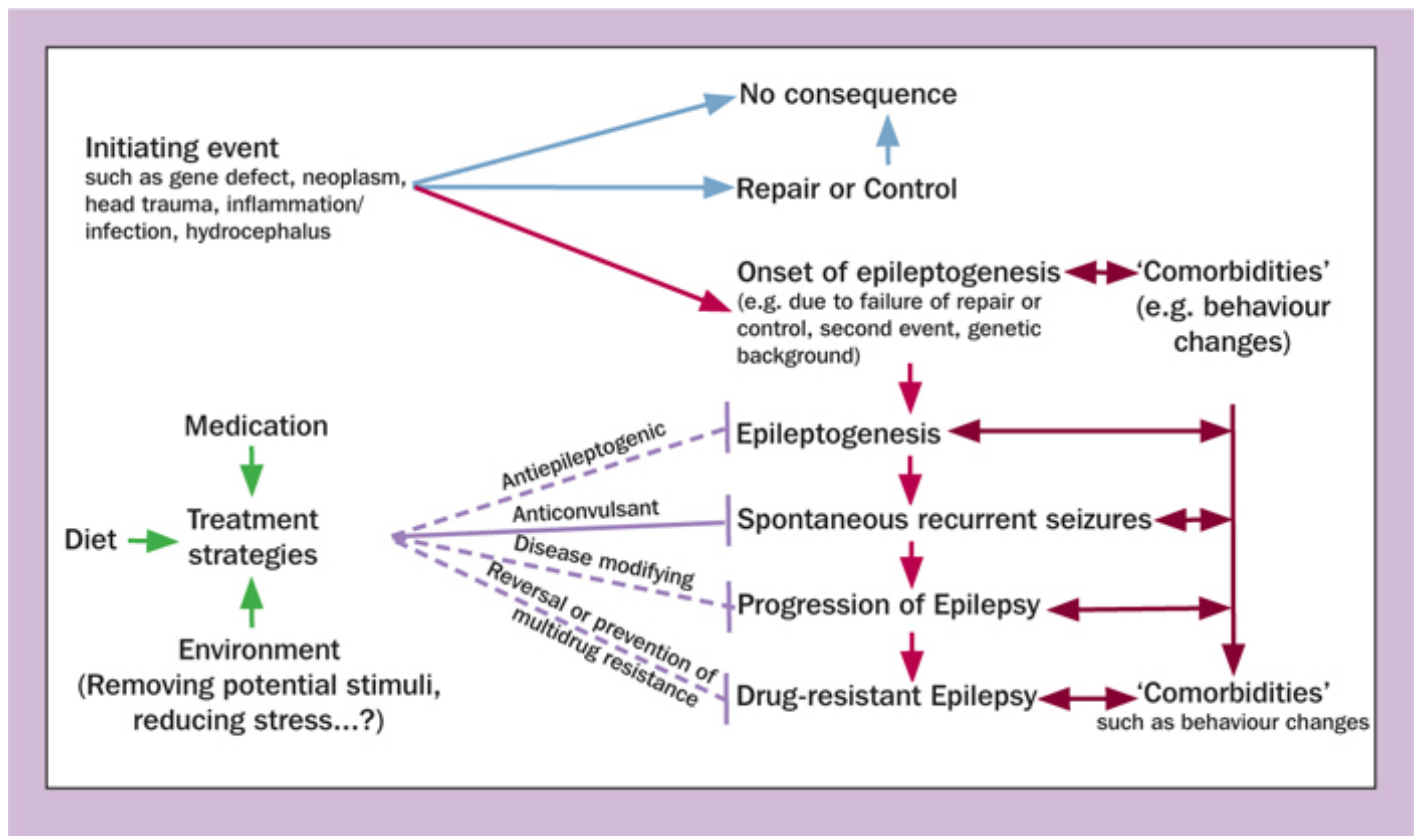 No consequence
Initiating event
such as gene defect, neoplasm,
head trauma, inflammation/
infection, hydrocephalus
Repair or Control
Onset of epileptogenesis
(e.g. due to failure of repair or
control, second event, genetic
background)
‘Comorbidities’
(e.g. behaviour
changes)
Medication
Diet
Treatment
strategies
Environment
(Removing potential stimuli,
reducing stress...?)
Antiepileptogenic
Anticonvulsant
Disease modifying
Reversal or prevention of
multidrug resistance
Epileptogenesis
Spontaneous recurrent seizures
Progression of Epilepsy
Drug-resistant Epilepsy
‘Comorbidities’
such as behaviour changes